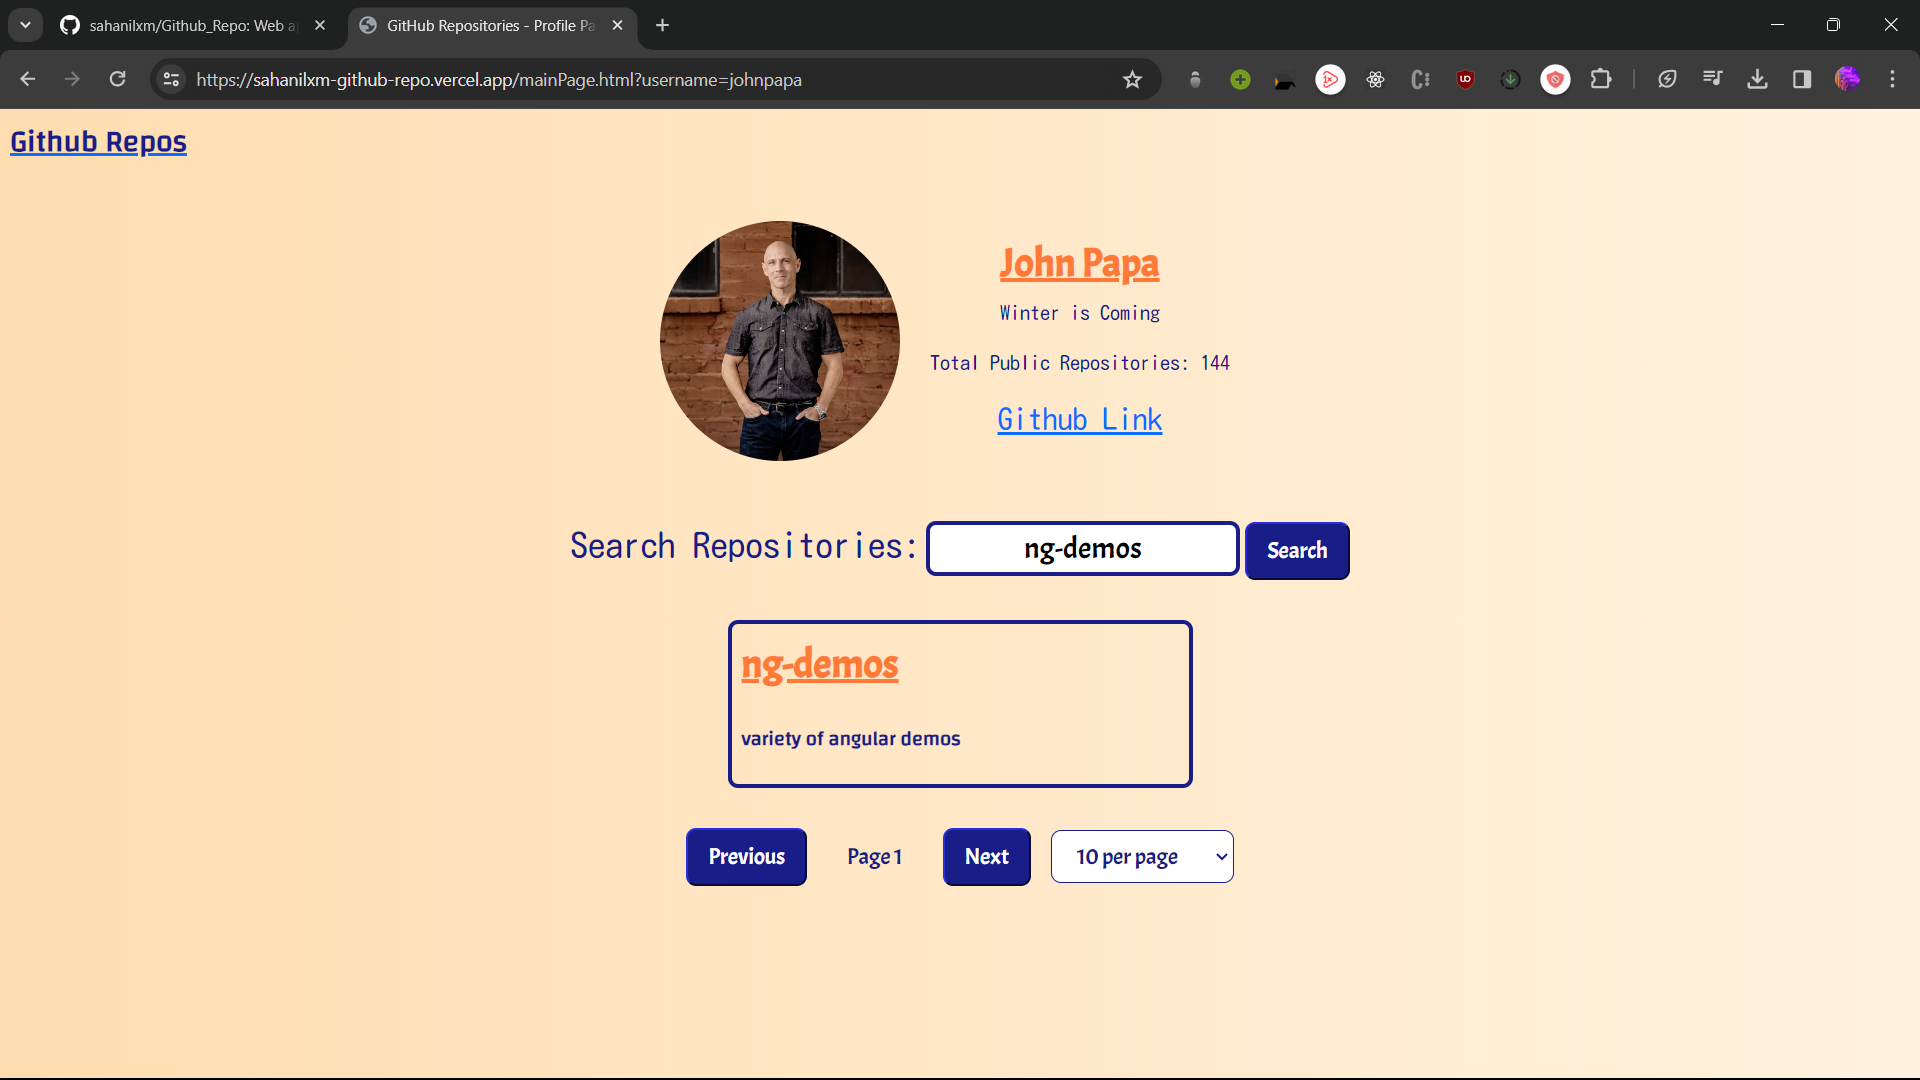 sahanilxm/Github_Repo: Web a
GitHub Repositories - Profile Pa
https://sahanilxm-github-repo.vercel.app/mainPage.html?username=johnpapa
Github Repos
John Papa
Winter is Coming
Total Public Repositories: 144
Github Link
Search Repositories: ng-demos Search
ng-demos
variety of angular demos
Previous Page 1 Next 10 per page